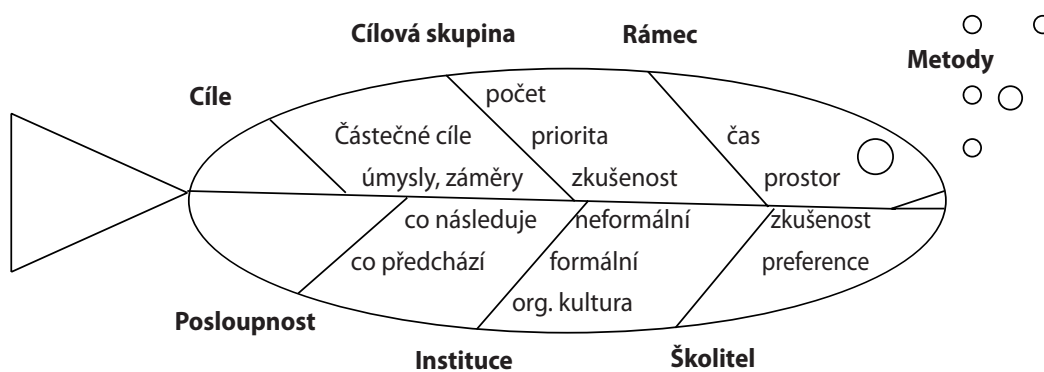 Cílová skupina
Rámec
Metody
Cíle
počet
Částečné cíle
priorita
čas
úmysly, záměry
zkušenost
prostor
co následuje
neformální
zkušenost
co předchází
formální
preference
org. kultura
Posloupnost
Instituce
Školitel